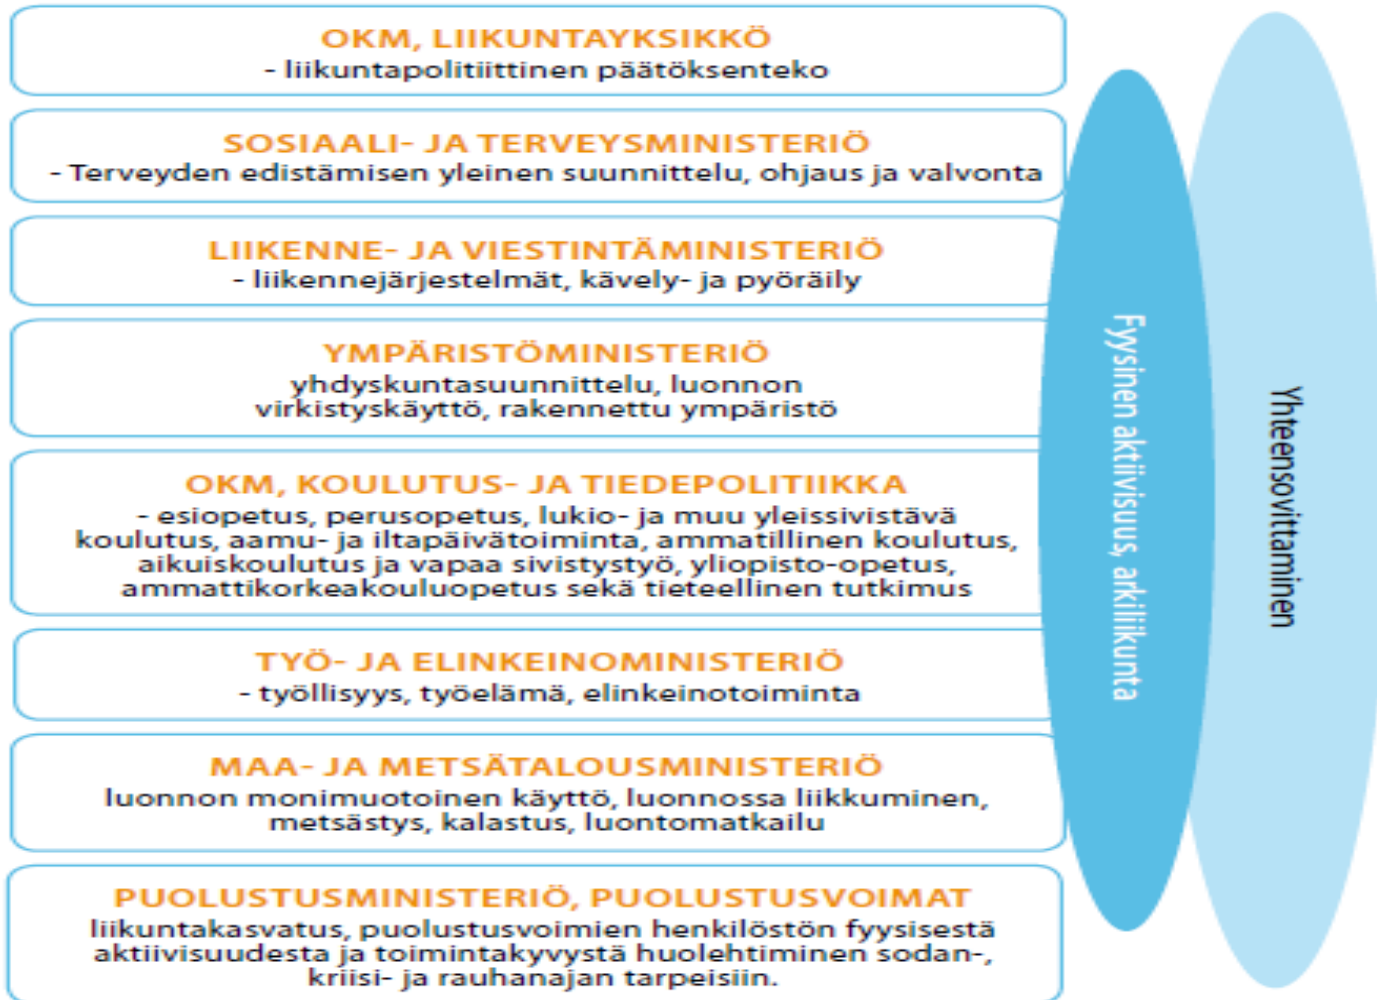 OKM, LIIKUNTAYKSIKKÖ
- liikuntapolitiittinen päätöksenteko
SOSIAALI- JA TERVEYSMINISTERIÖ
- Terveyden edistämisen yleinen suunnittelu, ohjaus ja valvonta
LIIKENNE- JA VIESTINTÄMINISTERIÖ
- liikennejärjestelmät, kävely- ja pyöräily
YMPÄRISTÖMINISTERIÖ
yhdyskuntasuunnittelu, luonnon
virkistyskäyttö, rakennettu ympäristö
OKM, KOULUTUS- JA TIEDEPOLITIIKKA
- esiopetus, perusopetus, lukio- ja muu yleissivistävä
koulutus, aamu- ja iltapäivätoiminta, ammatillinen koulutus,
aikuiskoulutus ja vapaa sivistystyö, yliopisto-opetus,
ammattikorkeakouluopetus sekä tieteellinen tutkimus
TYÖ- JA ELINKEINOMINISTERIÖ
- työllisyys, työelämä, elinkeinotoiminta
MAA- JA METSÄTALOUSMINISTERIÖ
luonnon monimuotoinen käyttö, luonnossa liikkuminen,
metsästys, kalastus, luontomatkailu
PUOLUSTUSMINISTERIÖ, PUOLUSTUSVOIMAT
liikuntakasvatus, puolustusvoimien henkilöstön fyysisestä
aktiivisuudesta ja toimintakyvystä huolehtiminen sodan-,
kriisi- ja rauhanajan tarpeisiin.
Fyysinen aktiivisuus, arkiliikunta
Yhteensovittaminen